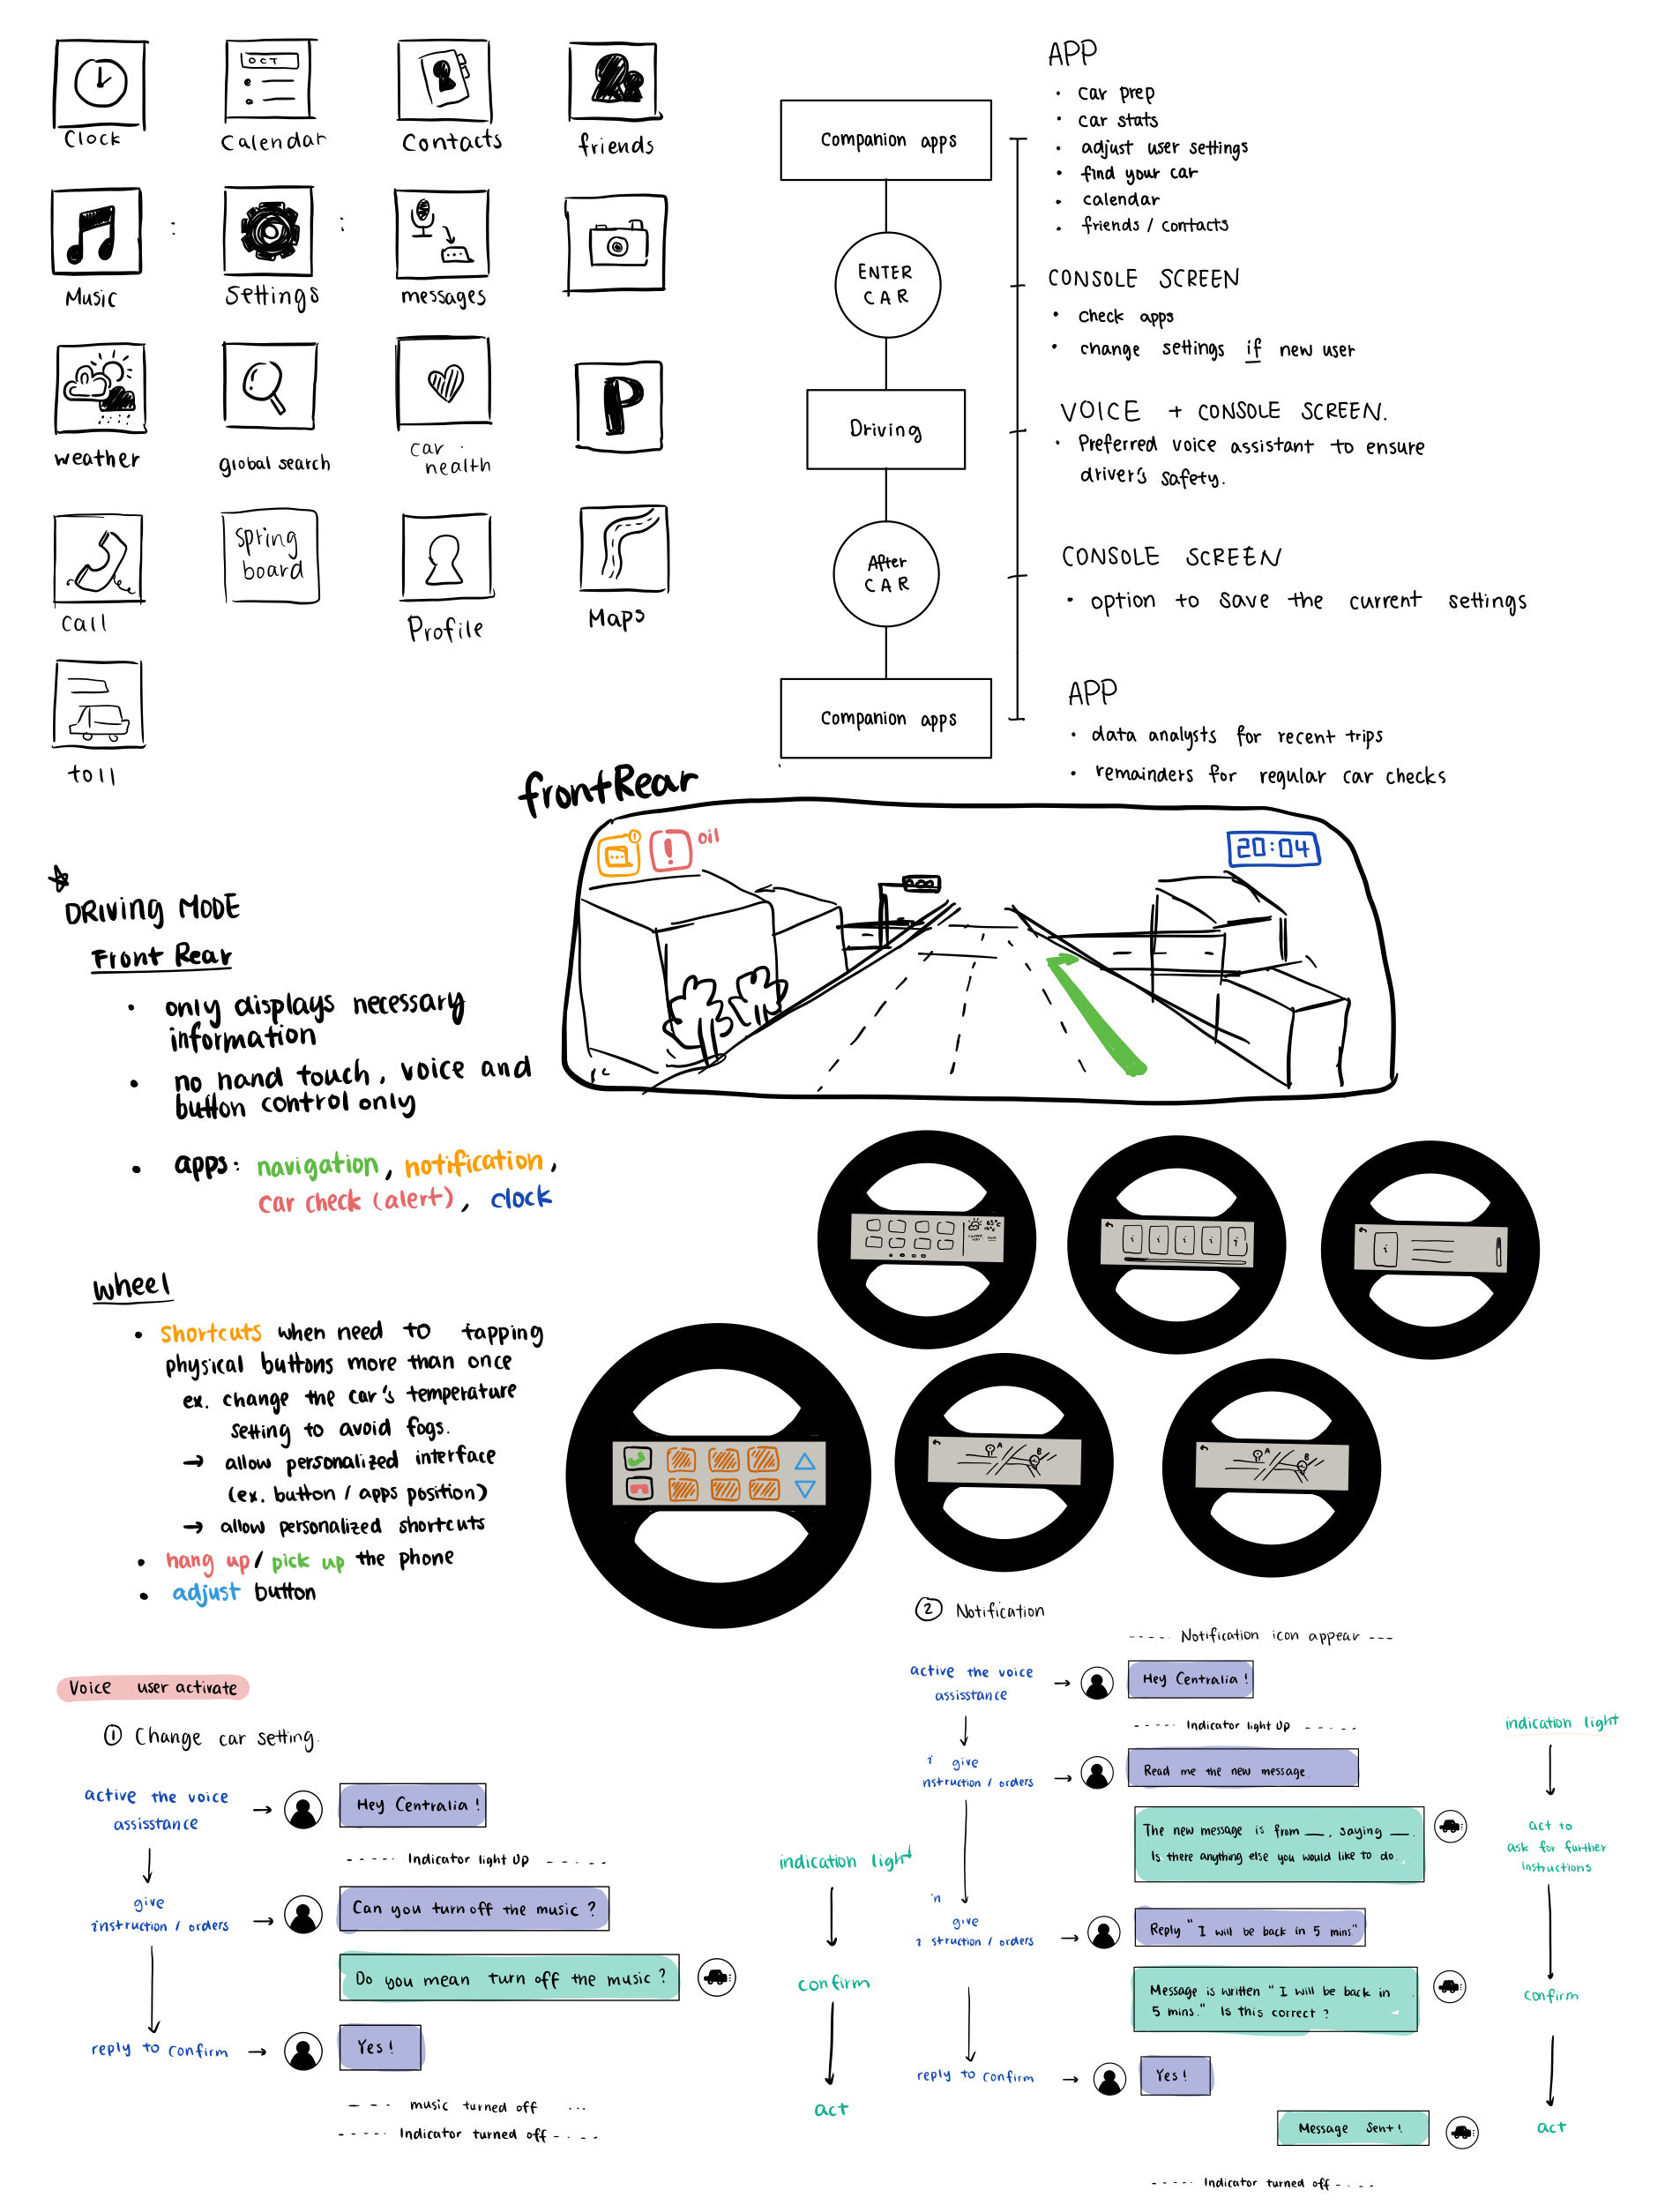 Clock
OCT
Calendar
Contacts
friends
Music
:
Settings
:
messages
weather
global search
car health
P
call
Spring
board
Profile
Maps
toll
Companion apps
ENTER
CAR
Driving
After
CAR
Companion apps
APP
• car prep
• car stats
• adjust user settings
• find your car
• calendar
• friends / contacts
CONSOLE SCREEN
• check apps
• change settings if new user
VOICE + CONSOLE SCREEN.
• Preferred voice assistant to ensure
driver's safety.
CONSOLE SCREEN
• option to save the current settings
APP
• data analysts for recent trips
• remainders for regular car checks
frontRear
! oil
20:04
DRIVING MODE
Front Rear
• only displays necessary
information
• no hand touch, voice and
button control only
• apps: navigation, notification,
car check (alert), clock
wheel
• Shortcuts when need to tapping
physical buttons more than once
ex. change the car's temperature
setting to avoid fogs.
→ allow personalized interface
(ex. button / apps position)
→ allow personalized shortcuts
• hang up / pick up the phone
• adjust button
i i i i i
i
A B
A B
Voice user activate
① Change car setting.
active the voice
assisstance
→ Hey Centralia!
---- Indicator light up ----
give
instruction / orders
→ Can you turn off the music?
Do you mean turn off the music?
reply to confirm → Yes!
--- music turned off ...
---- Indicator turned off ----
indication light
confirm
act
② Notification
---- Notification icon appear ---
active the voice
assisstance
→ Hey Centralia!
---- Indicator light up ----
i give
nstruction / orders
→ Read me the new message.
The new message is from __, saying __.
Is there anything else you would like to do.
in
give
struction / orders
→ Reply "I will be back in 5 mins."
Message is written "I will be back in
5 mins." Is this correct?
reply to confirm → Yes!
Message Sent!
---- Indicator turned off ----
indication light
act to
ask for further
instructions
confirm
act